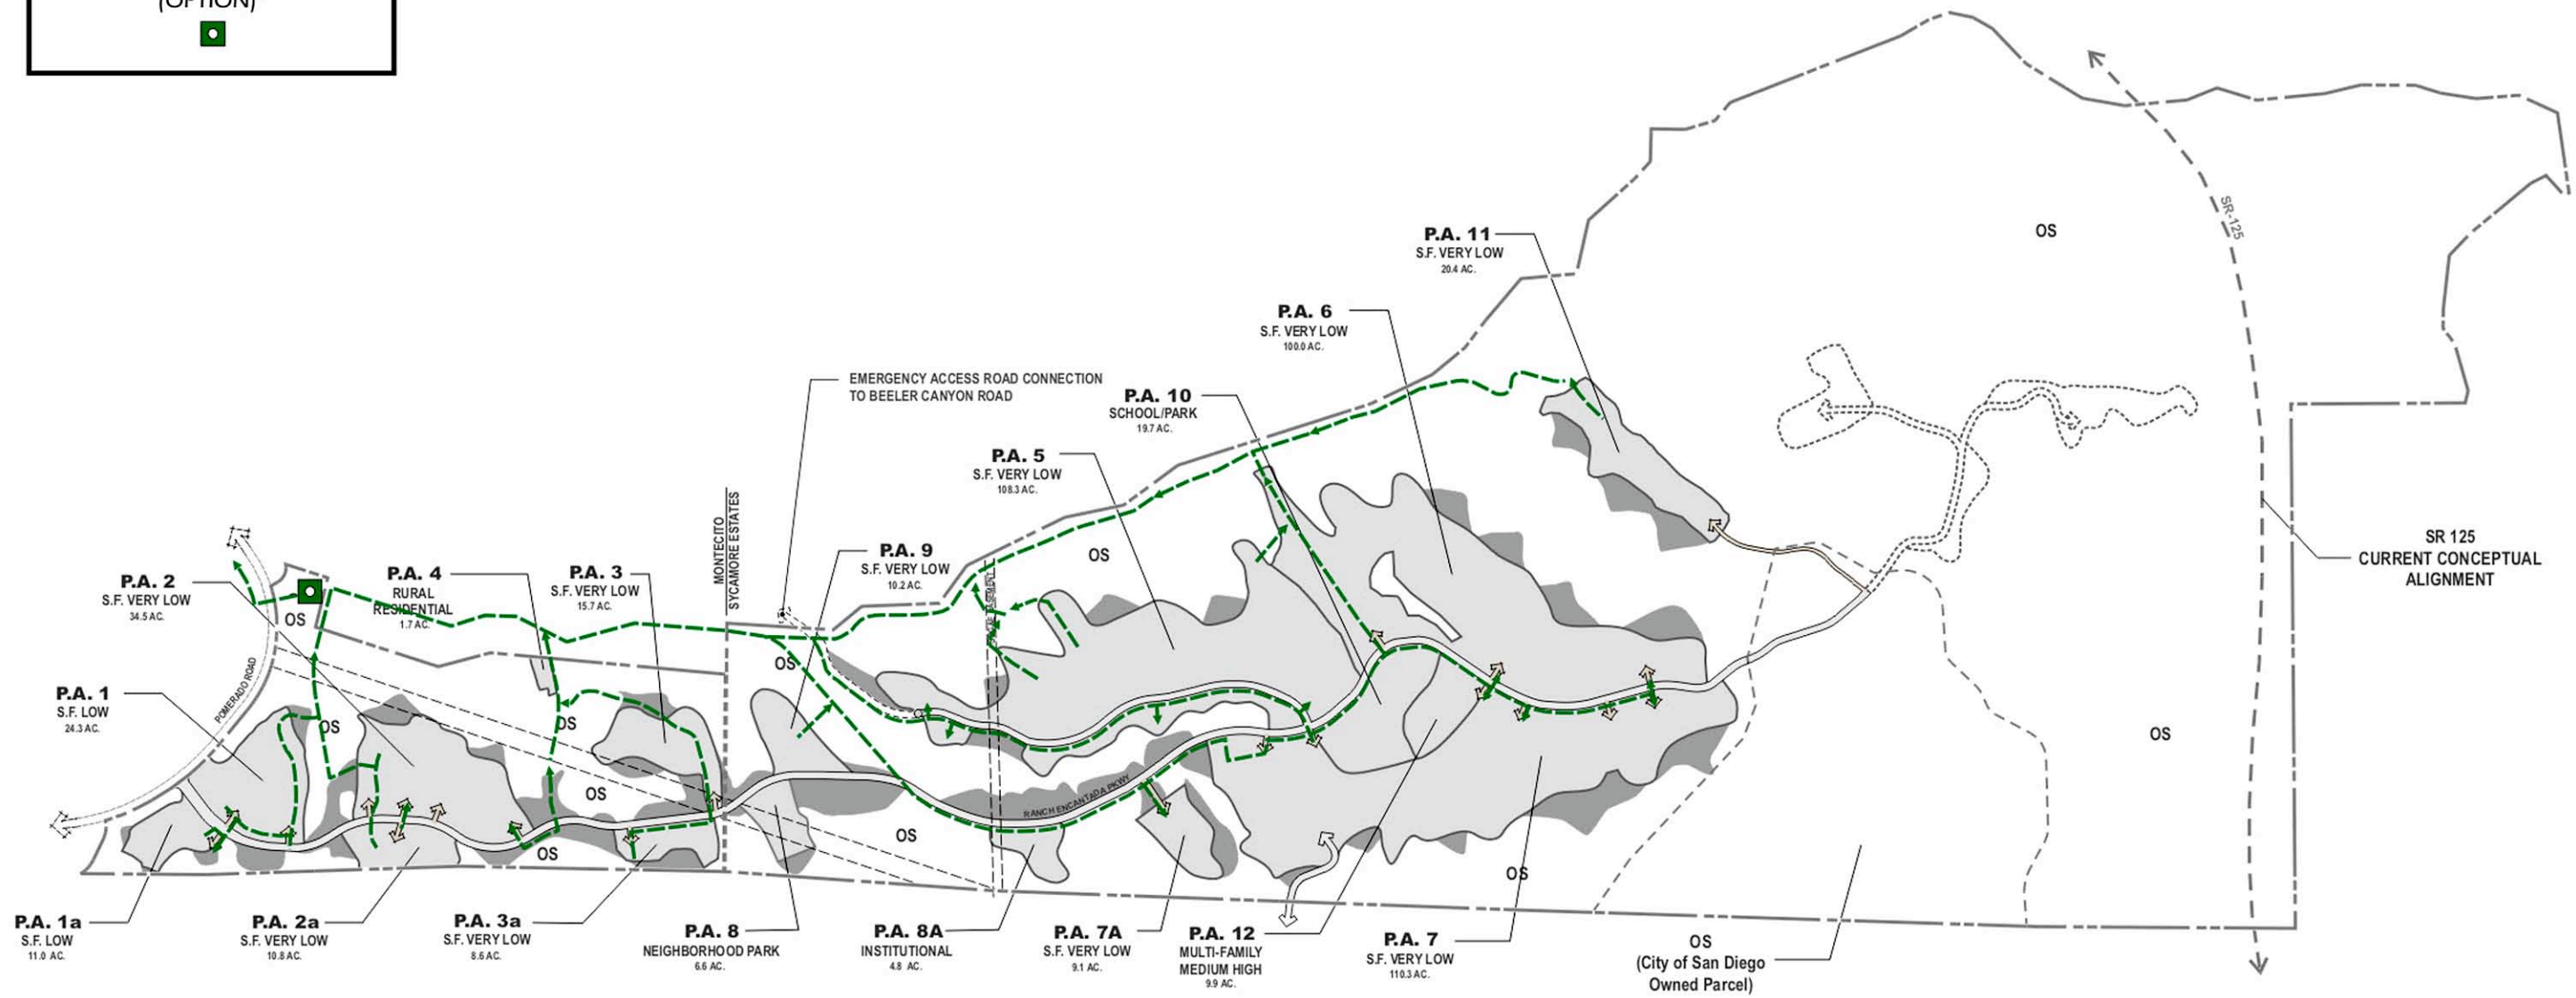 (OPTION)
P.A. 11
S.F. VERY LOW
20.4 AC.
OS
SR-125
P.A. 6
S.F. VERY LOW
100.0 AC.
EMERGENCY ACCESS ROAD CONNECTION
TO BEELER CANYON ROAD
P.A. 10
SCHOOL/PARK
19.7 AC.
P.A. 5
S.F. VERY LOW
108.3 AC.
OS
MONTECITO
SYCAMORE ESTATES
P.A. 9
S.F. VERY LOW
10.2 AC.
SR 125
CURRENT CONCEPTUAL
ALIGNMENT
P.A. 2
S.F. VERY LOW
34.5 AC.
P.A. 4
RURAL
RESIDENTIAL
1.7 AC.
P.A. 3
S.F. VERY LOW
15.7 AC.
OS
EASEMENT
OS
POMERADO ROAD
P.A. 1
S.F. LOW
24.3 AC.
OS
OS
OS
OS
RANCH ENCANTADA PKWY
OS
OS
OS
P.A. 1a
S.F. LOW
11.0 AC.
P.A. 2a
S.F. VERY LOW
10.8 AC.
P.A. 3a
S.F. VERY LOW
8.6 AC.
P.A. 8
NEIGHBORHOOD PARK
6.6 AC.
P.A. 8A
INSTITUTIONAL
4.8 AC.
P.A. 7A
S.F. VERY LOW
9.1 AC.
P.A. 12
MULTI-FAMILY
MEDIUM HIGH
9.9 AC.
P.A. 7
S.F. VERY LOW
110.3 AC.
OS
(City of San Diego
Owned Parcel)